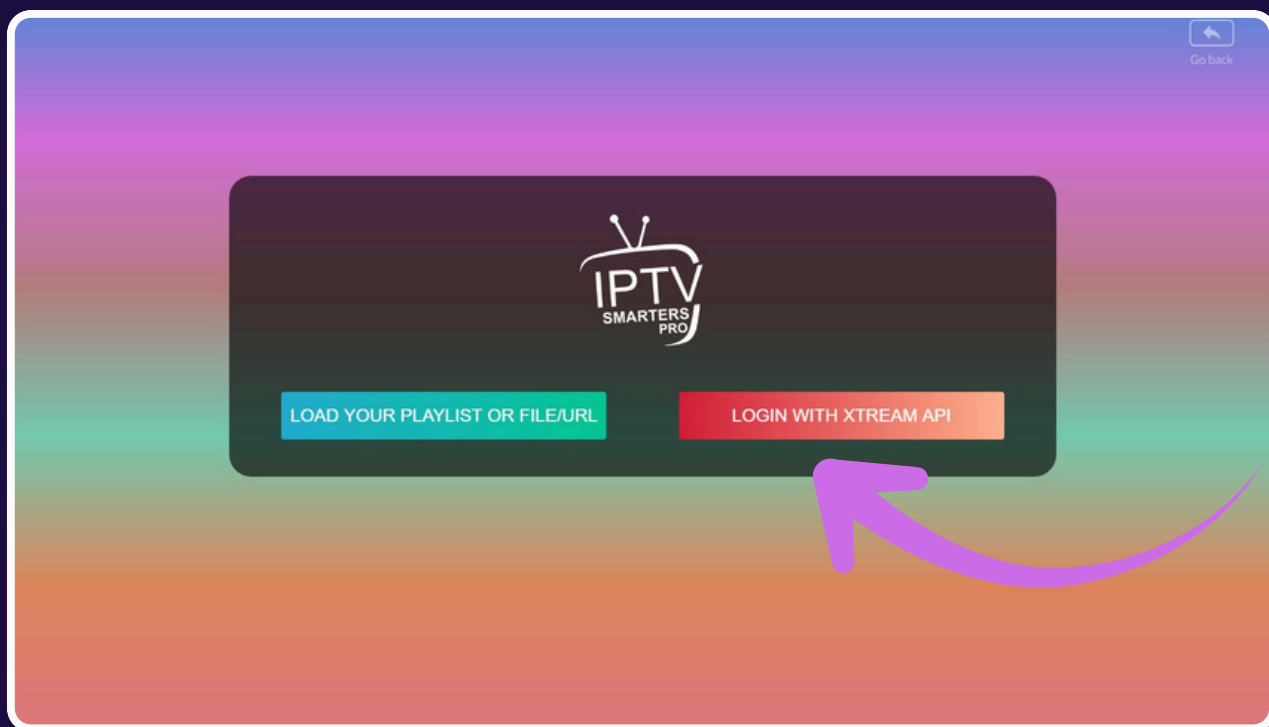 Go back
IPTV
SMARTERS
PRO
LOAD YOUR PLAYLIST OR FILE/URL
LOGIN WITH XTREAM API